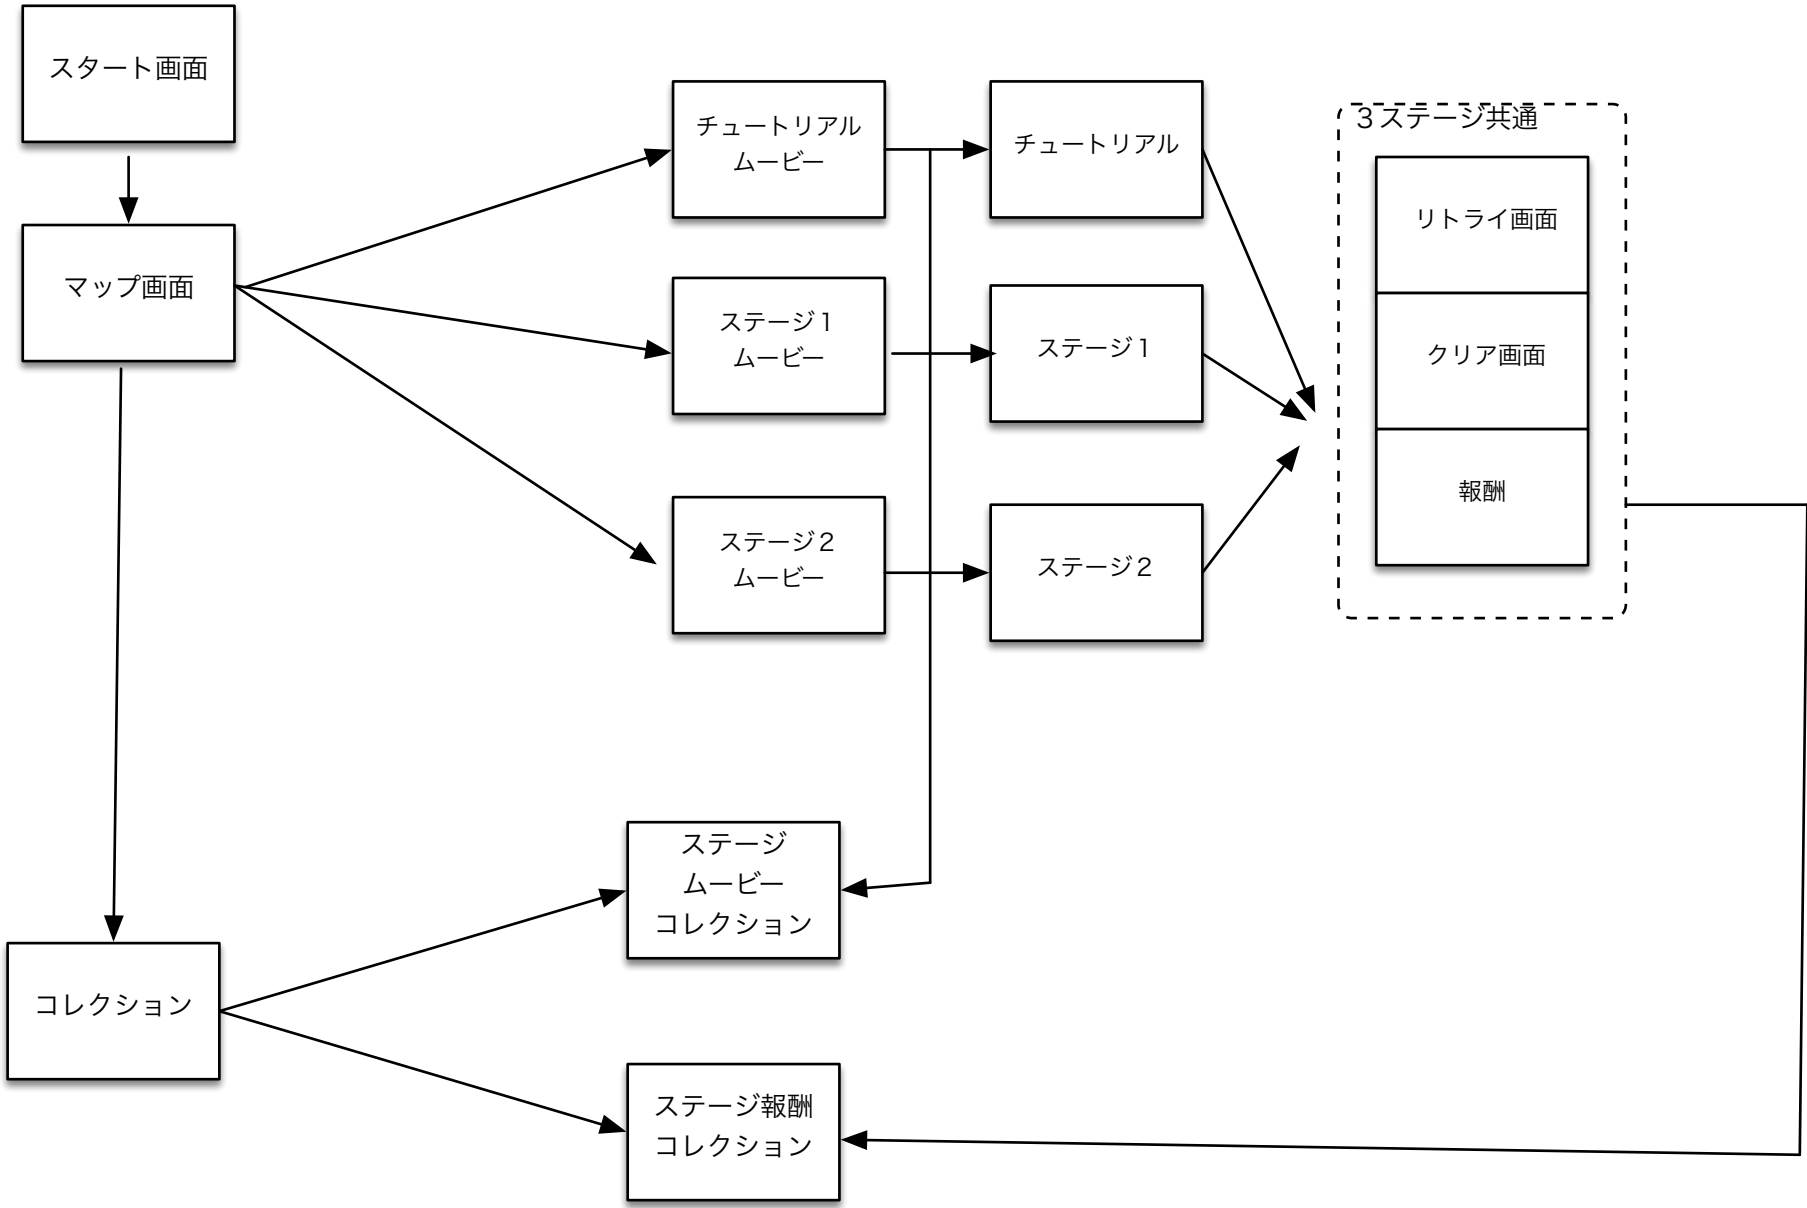 スタート画面
マップ画面
チュートリアル
ムービー
チュートリアル
ステージ１
ムービー
ステージ１
ステージ２
ムービー
ステージ２
３ステージ共通
リトライ画面
クリア画面
報酬
コレクション
ステージ
ムービー
コレクション
ステージ報酬
コレクション